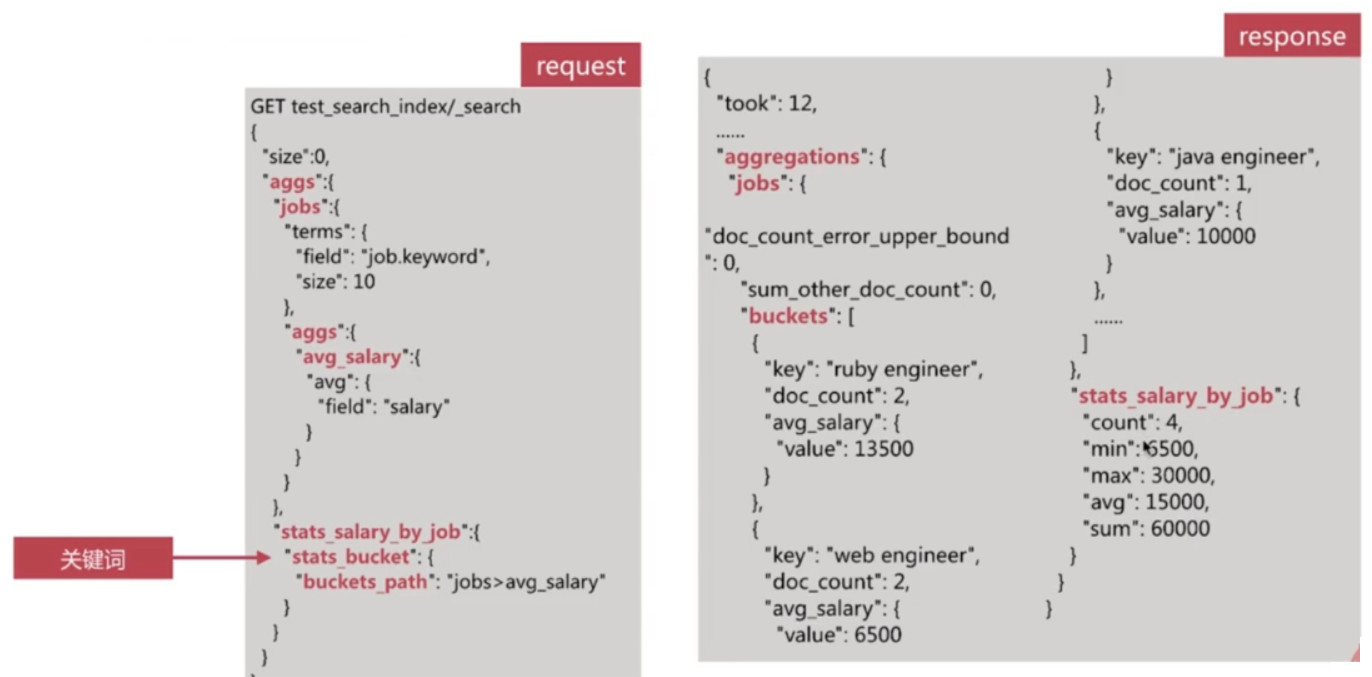 request
GET test_search_index/_search
{
"size":0,
"aggs":{
"jobs":{
"terms": {
"field": "job.keyword",
"size": 10
},
"aggs":{
"avg_salary":{
"avg": {
"field": "salary"
}
}
}
},
"stats_salary_by_job":{
"stats_bucket": {
"buckets_path": "jobs>avg_salary"
}
}
}
关键词
response
{
"took": 12,
......
"aggregations": {
"jobs": {
"doc_count_error_upper_bound
": 0,
"sum_other_doc_count": 0,
"buckets": [
{
"key": "ruby engineer",
"doc_count": 2,
"avg_salary": {
"value": 13500
}
},
{
"key": "web engineer",
"doc_count": 2,
"avg_salary": {
"value": 6500
}
},
{
"key": "java engineer",
"doc_count": 1,
"avg_salary": {
"value": 10000
}
},
......
]
},
"stats_salary_by_job": {
"count": 4,
"min": 6500,
"max": 30000,
"avg": 15000,
"sum": 60000
}
}
}